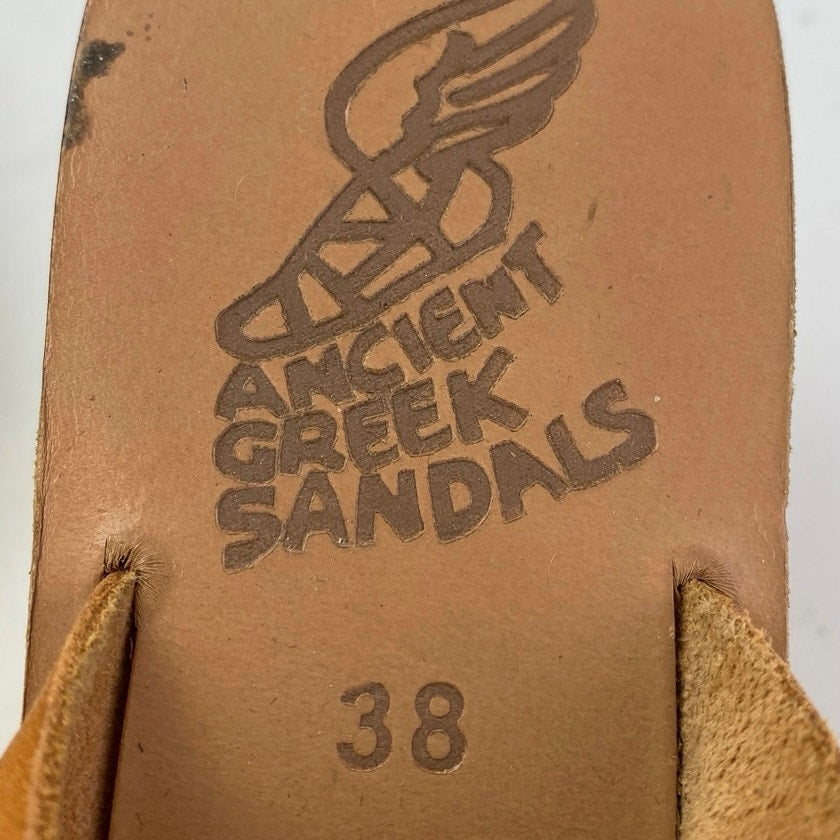 ANCIENT
GREEK
SANDALS
38